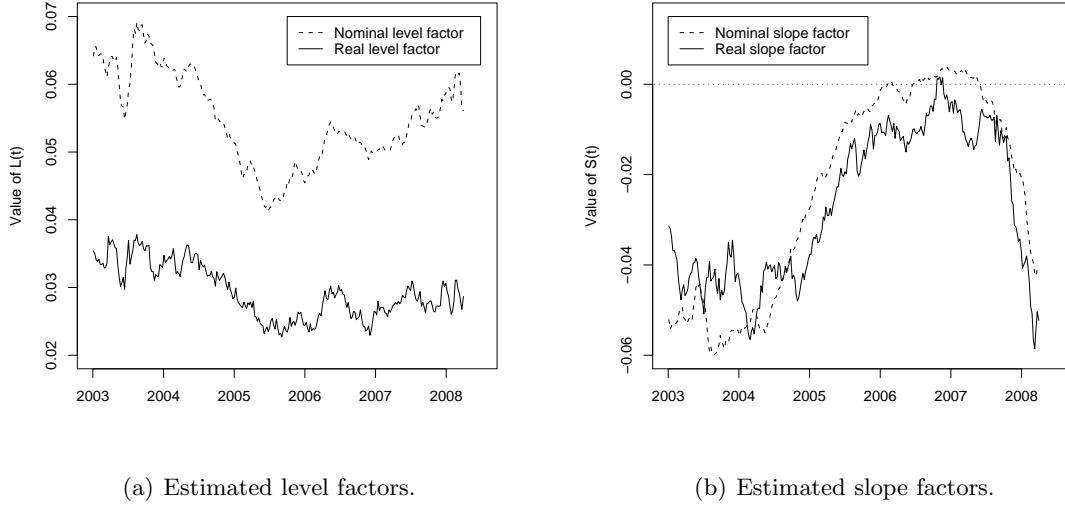 Nominal level factor
Real level factor
Value of L(t)
0.07
0.06
0.05
0.04
0.03
0.02
2003 2004 2005 2006 2007 2008
(a) Estimated level factors.
Nominal slope factor
Real slope factor
Value of S(t)
0.00
−0.02
−0.04
−0.06
2003 2004 2005 2006 2007 2008
(b) Estimated slope factors.